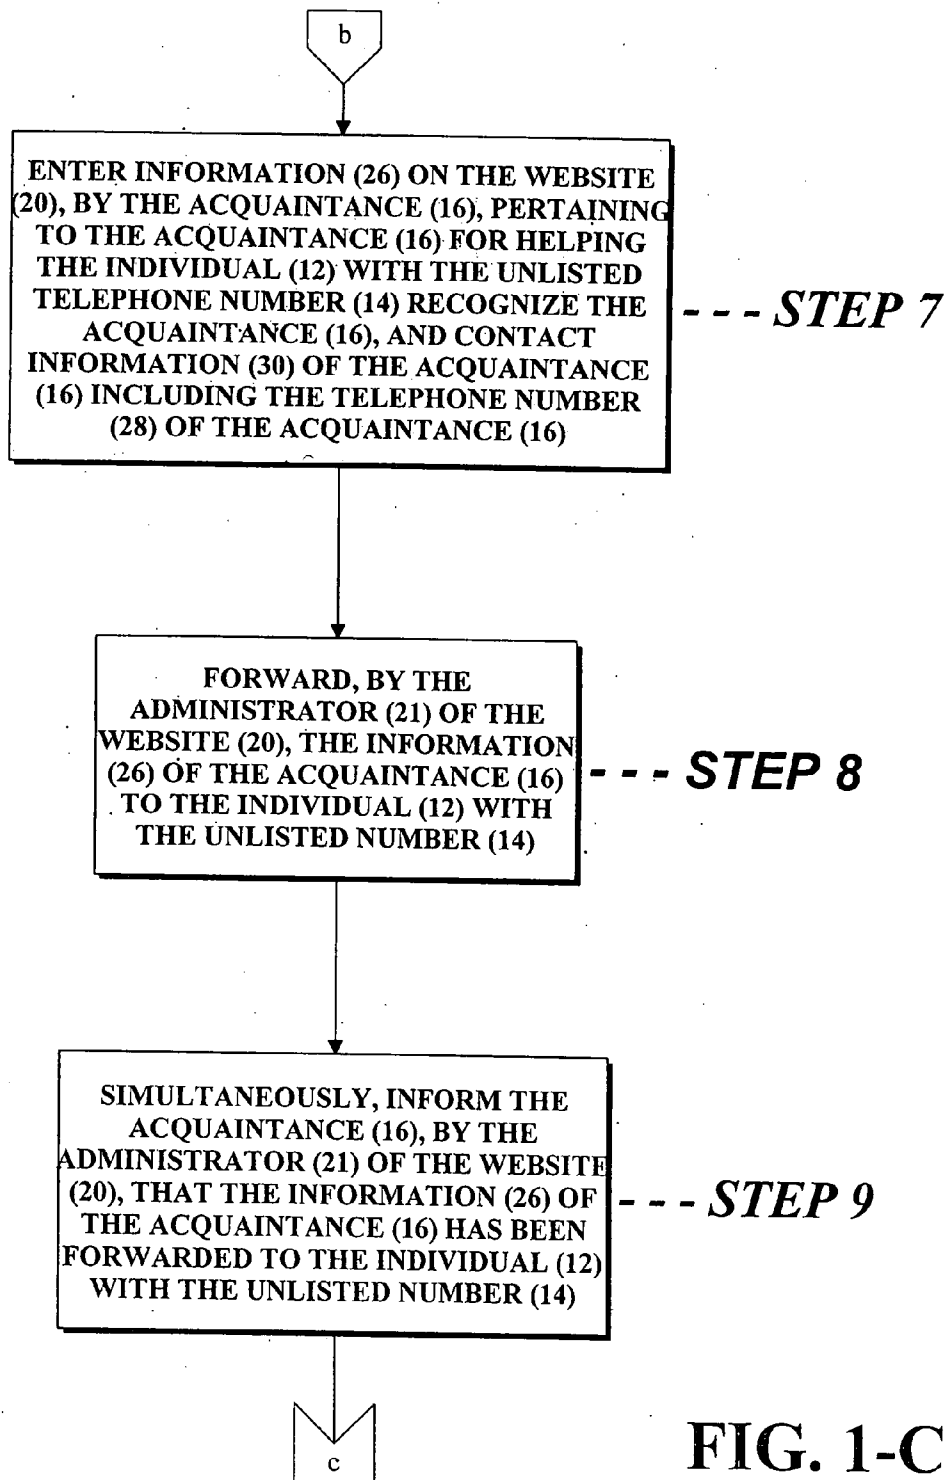 b
ENTER INFORMATION (26) ON THE WEBSITE
(20), BY THE ACQUAINTANCE (16), PERTAINING
TO THE ACQUAINTANCE (16) FOR HELPING
THE INDIVIDUAL (12) WITH THE UNLISTED
TELEPHONE NUMBER (14) RECOGNIZE THE
ACQUAINTANCE (16), AND CONTACT
INFORMATION (30) OF THE ACQUAINTANCE
(16) INCLUDING THE TELEPHONE NUMBER
(28) OF THE ACQUAINTANCE (16)
STEP 7
FORWARD, BY THE
ADMINISTRATOR (21) OF THE
WEBSITE (20), THE INFORMATION
(26) OF THE ACQUAINTANCE (16)
TO THE INDIVIDUAL (12) WITH
THE UNLISTED NUMBER (14)
STEP 8
SIMULTANEOUSLY, INFORM THE
ACQUAINTANCE (16), BY THE
ADMINISTRATOR (21) OF THE WEBSITE
(20), THAT THE INFORMATION (26) OF
THE ACQUAINTANCE (16) HAS BEEN
FORWARDED TO THE INDIVIDUAL (12)
WITH THE UNLISTED NUMBER (14)
STEP 9
c
FIG. 1-C